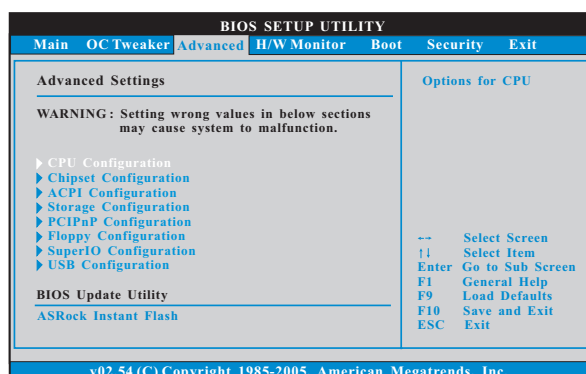 BIOS SETUP UTILITY
Main OC Tweaker Advanced H/W Monitor Boot Security Exit
Advanced Settings
WARNING : Setting wrong values in below sections
may cause system to malfunction.
CPU Configuration
Chipset Configuration
ACPI Configuration
Storage Configuration
PCIPnP Configuration
Floppy Configuration
SuperIO Configuration
USB Configuration
BIOS Update Utility
ASRock Instant Flash
Options for CPU
←→ Select Screen
↑↓ Select Item
Enter Go to Sub Screen
F1 General Help
F9 Load Defaults
F10 Save and Exit
ESC Exit
v02.54 (C) Copyright 1985-2005, American Megatrends, Inc.